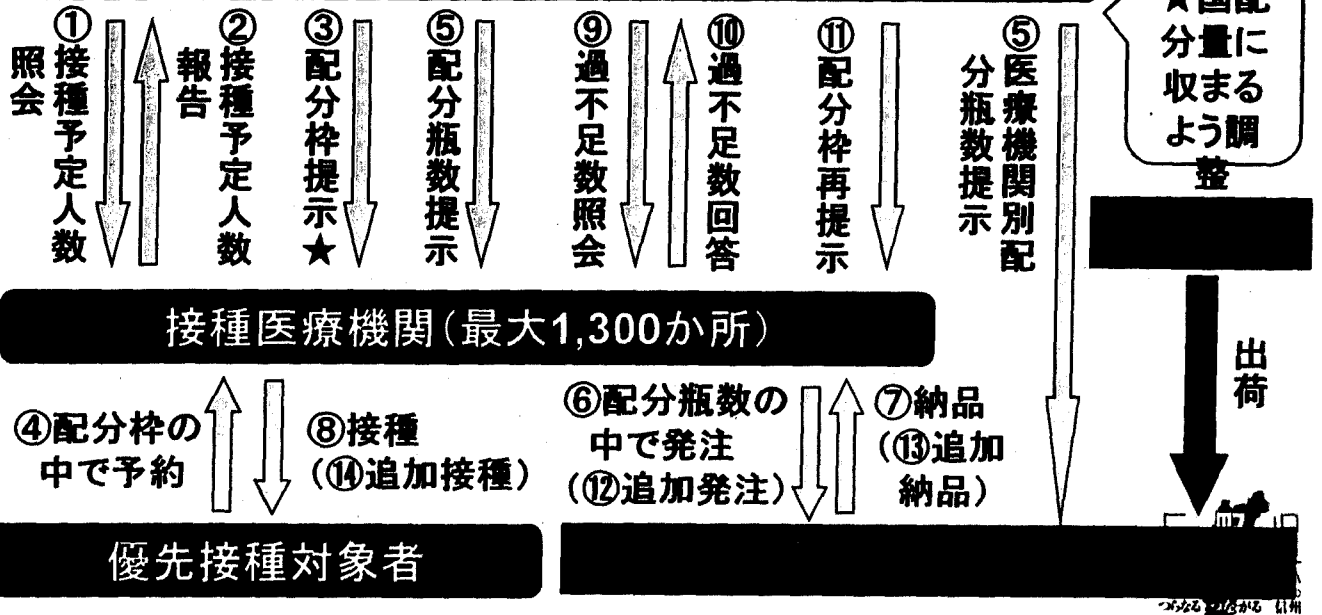 ①接種予定人数
照会
②接種予定人数
報告
③配分枠提示★
⑤配分瓶数提示
⑨過不足数照会
⑩過不足数回答
⑪配分枠再提示
⑤医療機関別配
分瓶数提示
★国配
分量に
収まる
よう調
整
接種医療機関(最大1,300か所)
出荷
④配分枠の
中で予約
⑧接種
(⑭追加接種)
⑥配分瓶数の
中で発注
(⑫追加発注)
⑦納品
(⑬追加
納品)
優先接種対象者